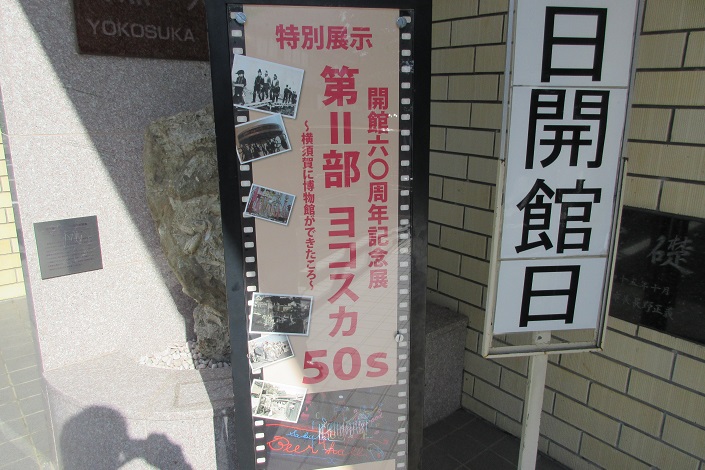 YOKOSUKA
特別展示
開館六〇周年記念展
第II部 ヨコスカ
50s
～横須賀に博物館ができたころ～
日開館日
礎